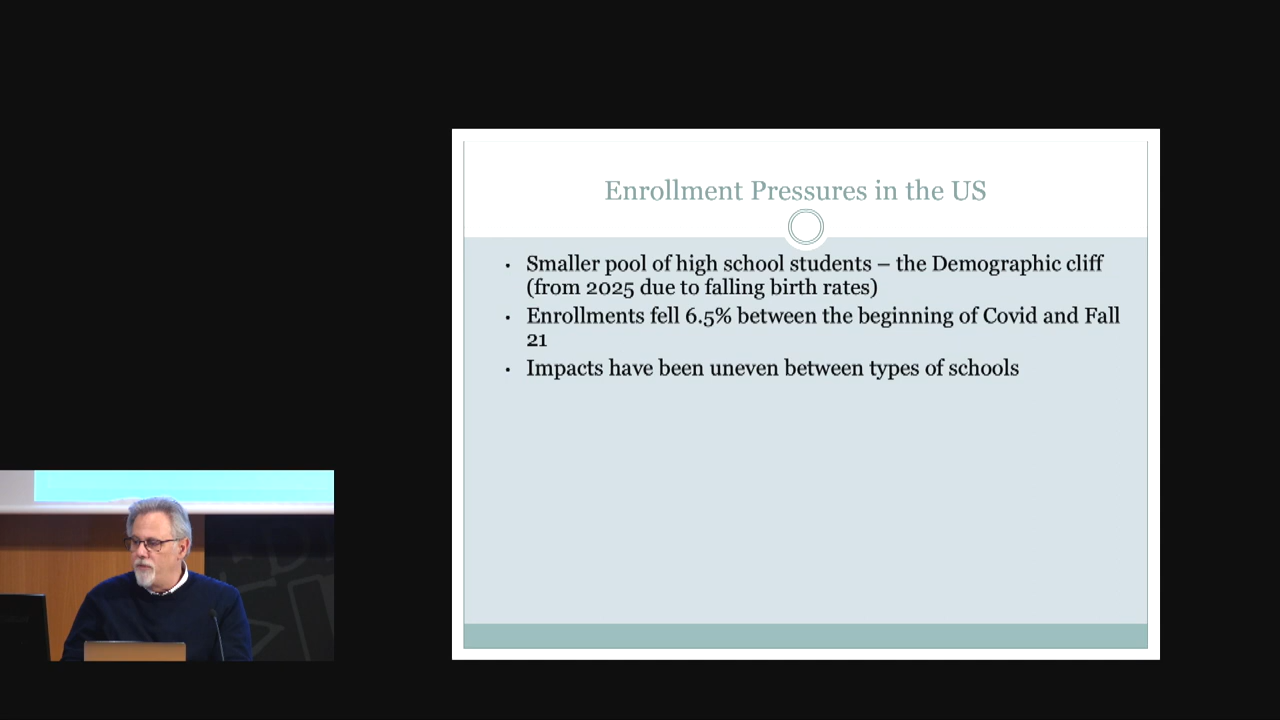 Enrollment Pressures in the US
• Smaller pool of high school students – the Demographic cliff
(from 2025 due to falling birth rates)
• Enrollments fell 6.5% between the beginning of Covid and Fall
21
• Impacts have been uneven between types of schools